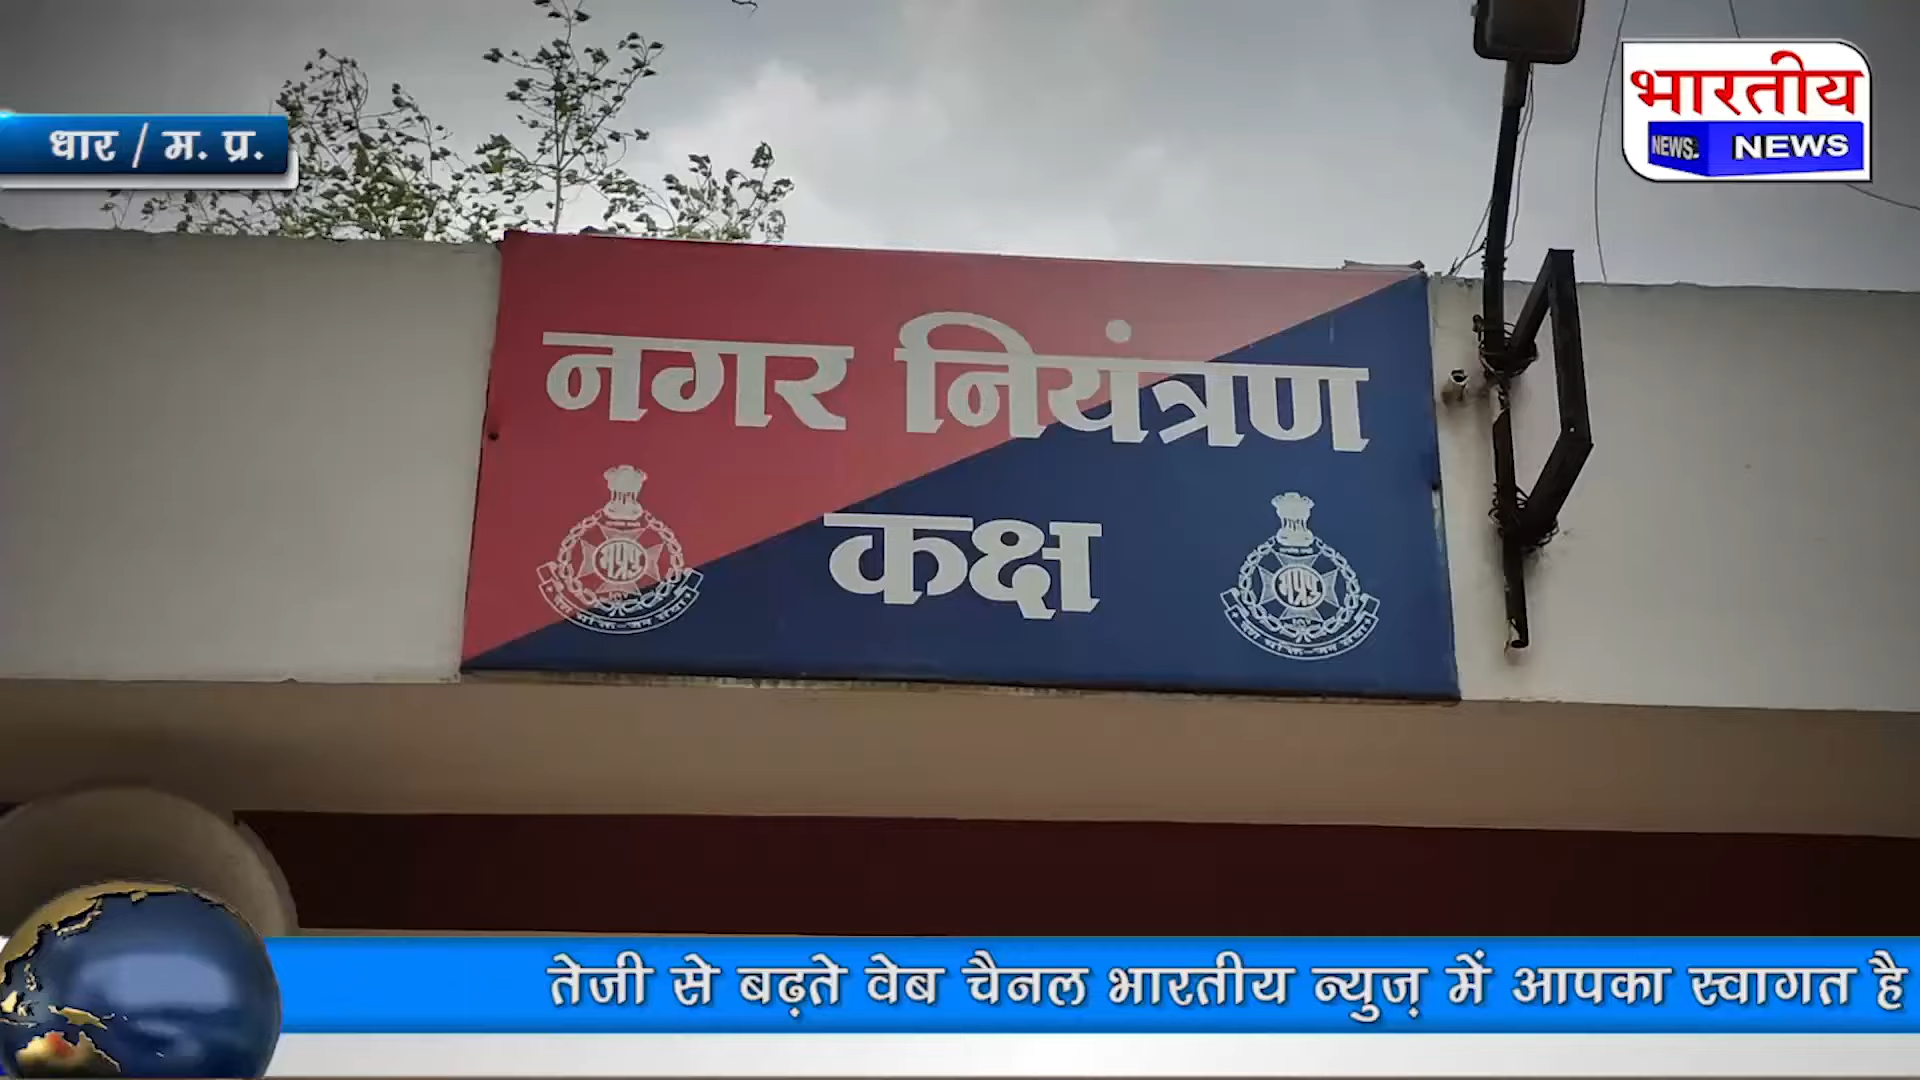 धार / म. प्र.
भारतीय
NEWS NEWS
नगर नियंत्रण
कक्ष
तेजी से बढ़ते वेब चैनल भारतीय न्युज़ में आपका स्वागत है